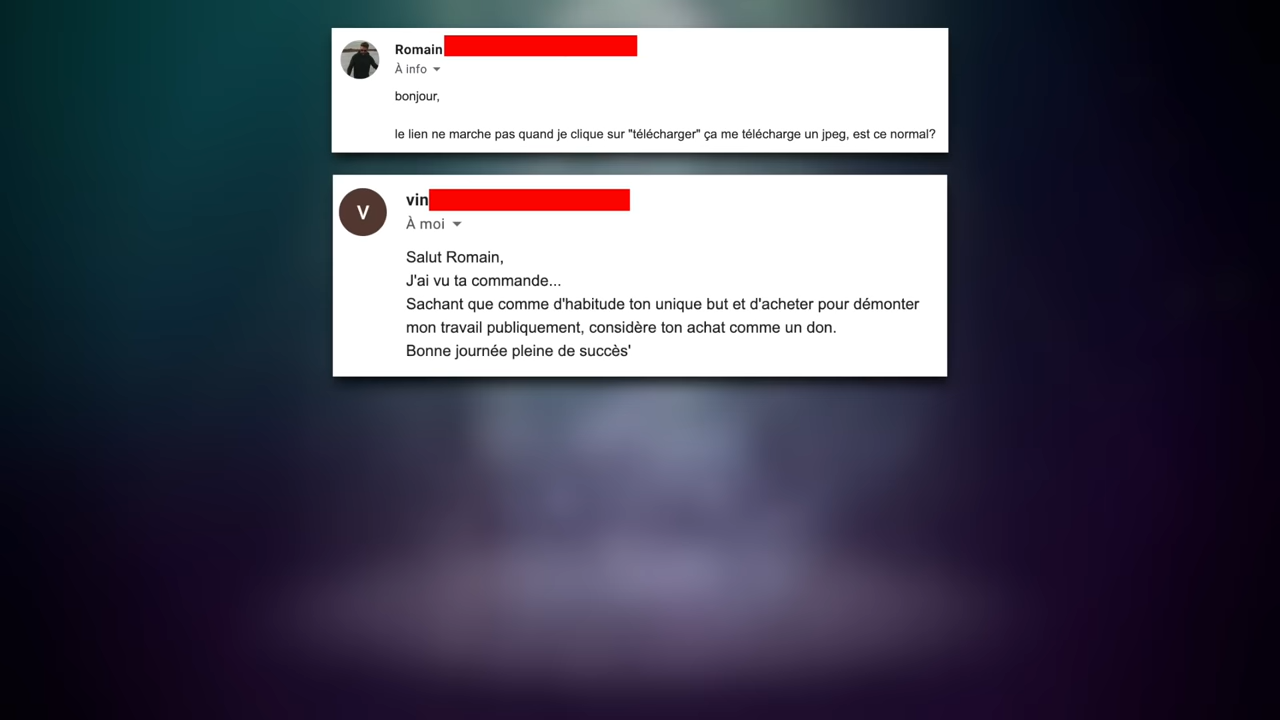 Romain
À info
bonjour,
le lien ne marche pas quand je clique sur "télécharger" ça me télécharge un jpeg, est ce normal?
V
vin
À moi
Salut Romain,
J'ai vu ta commande...
Sachant que comme d'habitude ton unique but et d'acheter pour démonter
mon travail publiquement, considère ton achat comme un don.
Bonne journée pleine de succès'